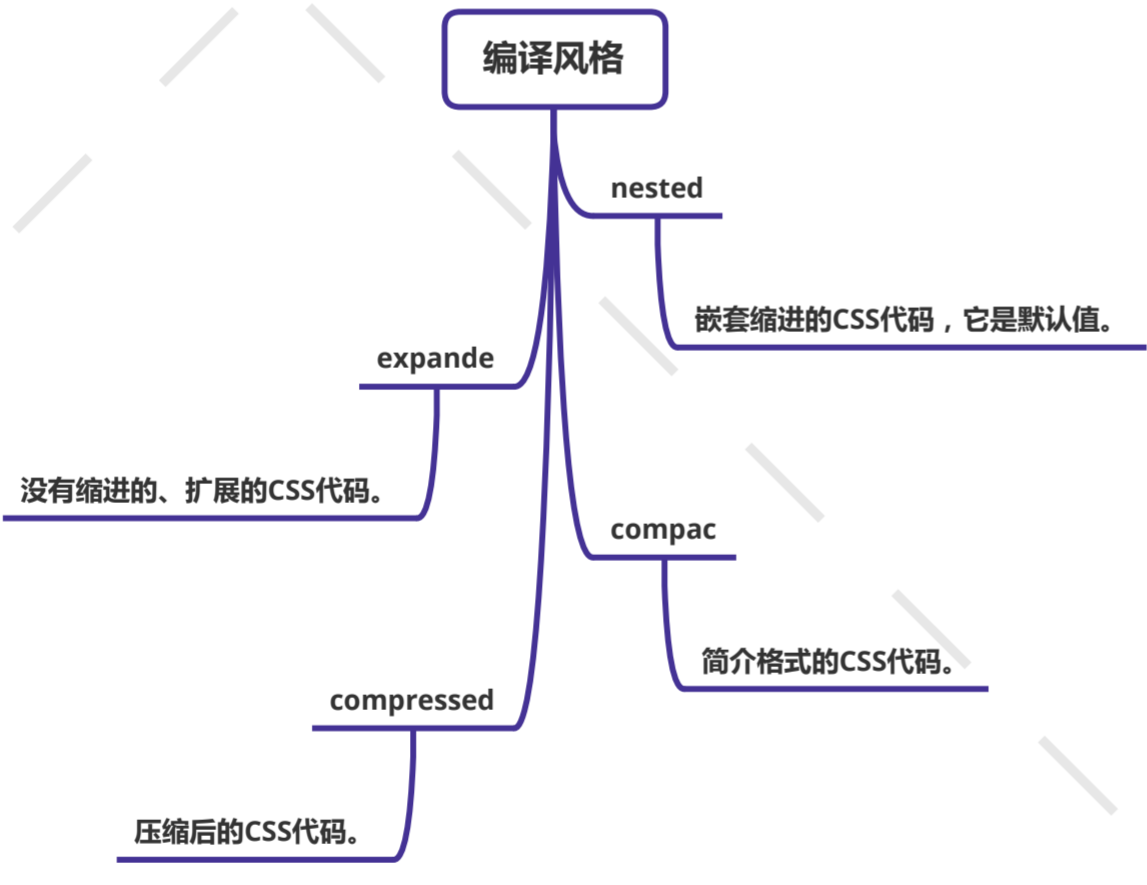 编译风格
nested
嵌套缩进的CSS代码，它是默认值。
expande
没有缩进的、扩展的CSS代码。
compac
简介格式的CSS代码。
compressed
压缩后的CSS代码。